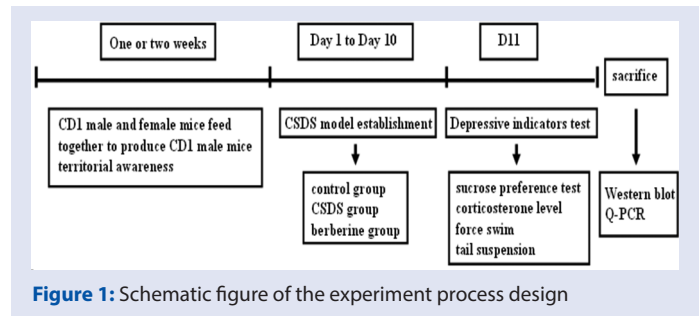 One or two weeks
Day 1 to Day 10
D11
sacrifice
CD1 male and female mice feed
together to produce CD1 male mice
territorial awareness
CSDS model establishment
Depressive indicators test
control group
CSDS group
berberine group
sucrose preference test
corticosterone level
force swim
tail suspension
Western blot
Q-PCR
Figure 1: Schematic figure of the experiment process design